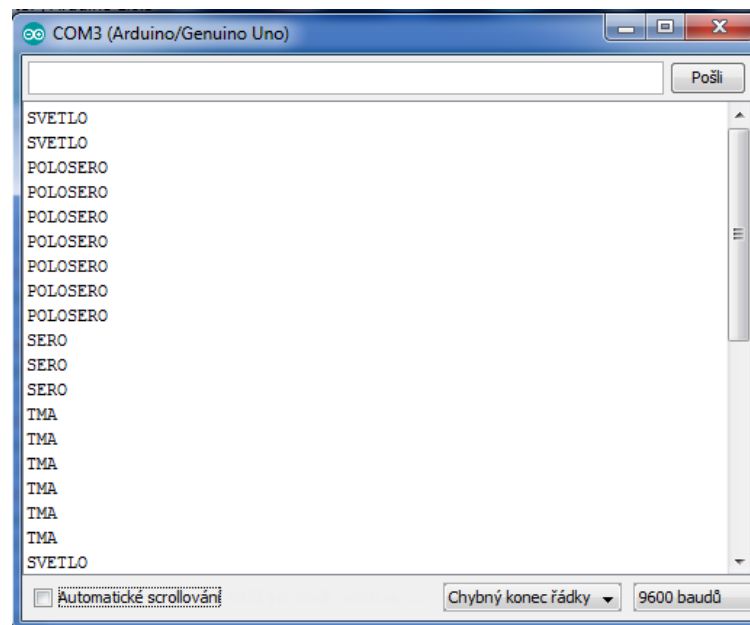 COM3 (Arduino/Genuino Uno)
Pošli
SVETLO
SVETLO
POLOSERO
POLOSERO
POLOSERO
POLOSERO
POLOSERO
POLOSERO
POLOSERO
SERO
SERO
SERO
TMA
TMA
TMA
TMA
TMA
TMA
SVETLO
Automatické scrollování
Chybný konec řádky
9600 baudů